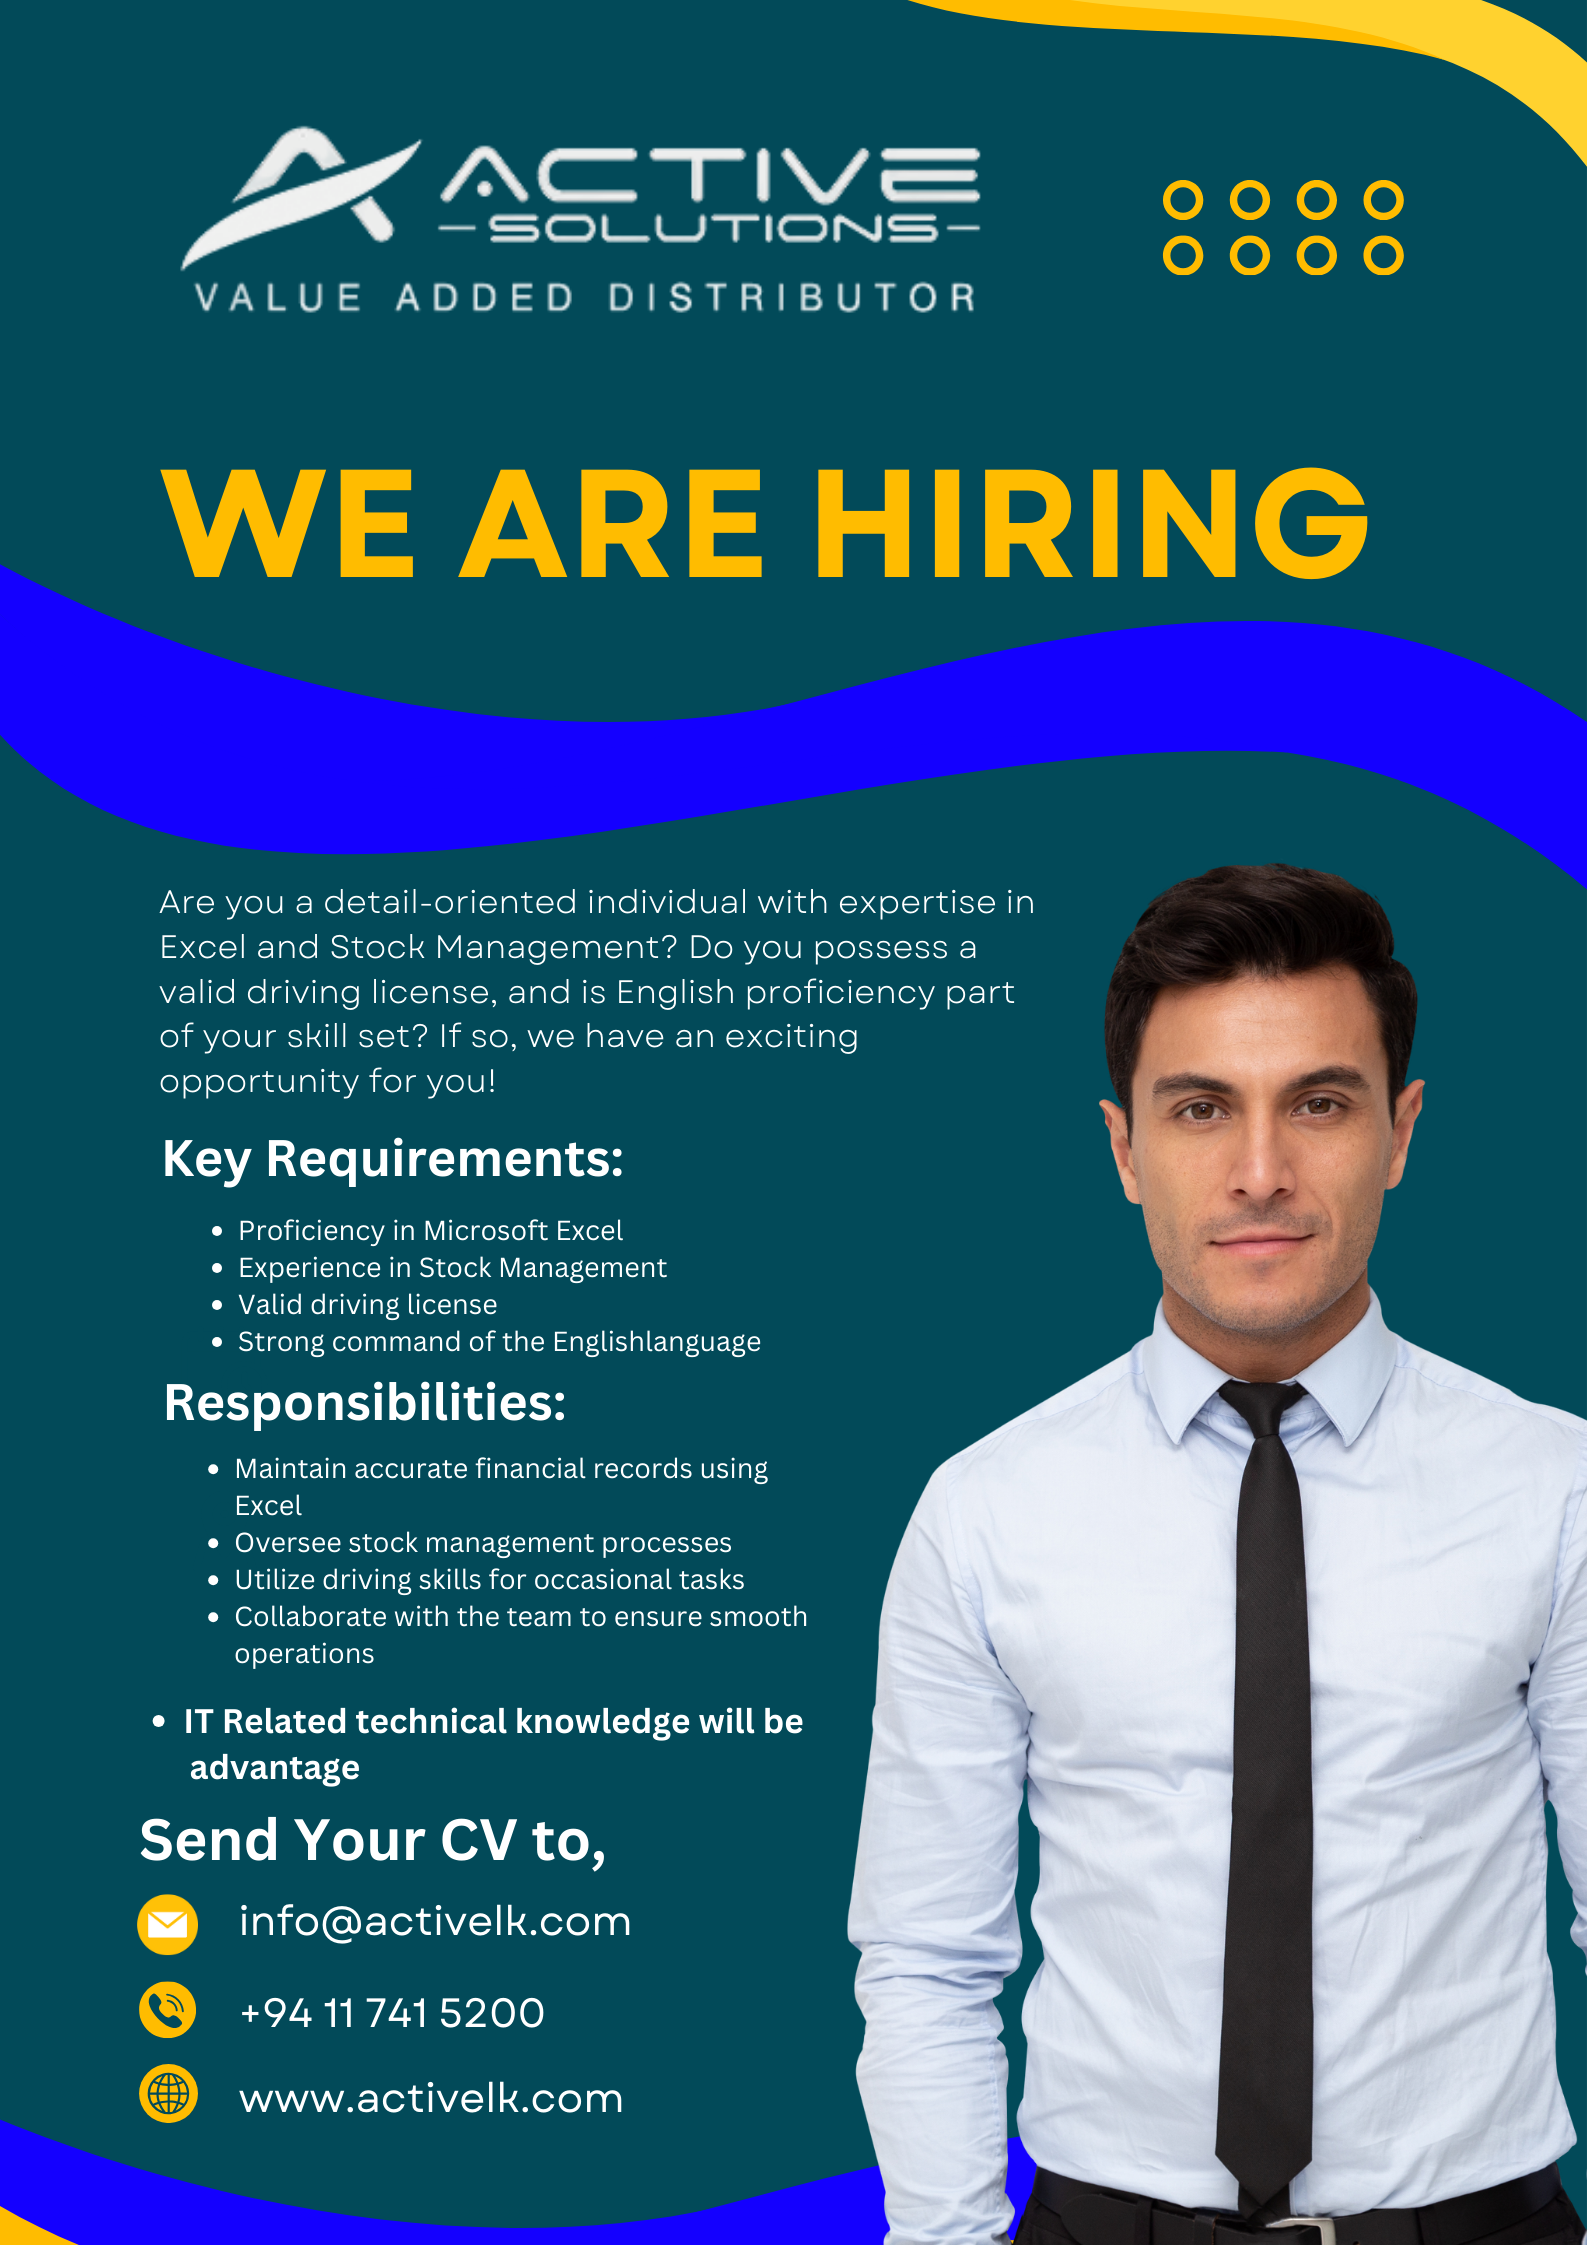 ACTIVE
SOLUTIONS
VALUE ADDED DISTRIBUTOR
WE ARE HIRING
Are you a detail-oriented individual with expertise in
Excel and Stock Management? Do you possess a
valid driving license, and is English proficiency part
of your skill set? If so, we have an exciting
opportunity for you!
Key Requirements:
• Proficiency in Microsoft Excel
• Experience in Stock Management
• Valid driving license
• Strong command of the Englishlanguage
Responsibilities:
• Maintain accurate financial records using
Excel
• Oversee stock management processes
• Utilize driving skills for occasional tasks
• Collaborate with the team to ensure smooth
operations
• IT Related technical knowledge will be
advantage
Send Your CV to,
info@activelk.com
+94 11 741 5200
www.activelk.com